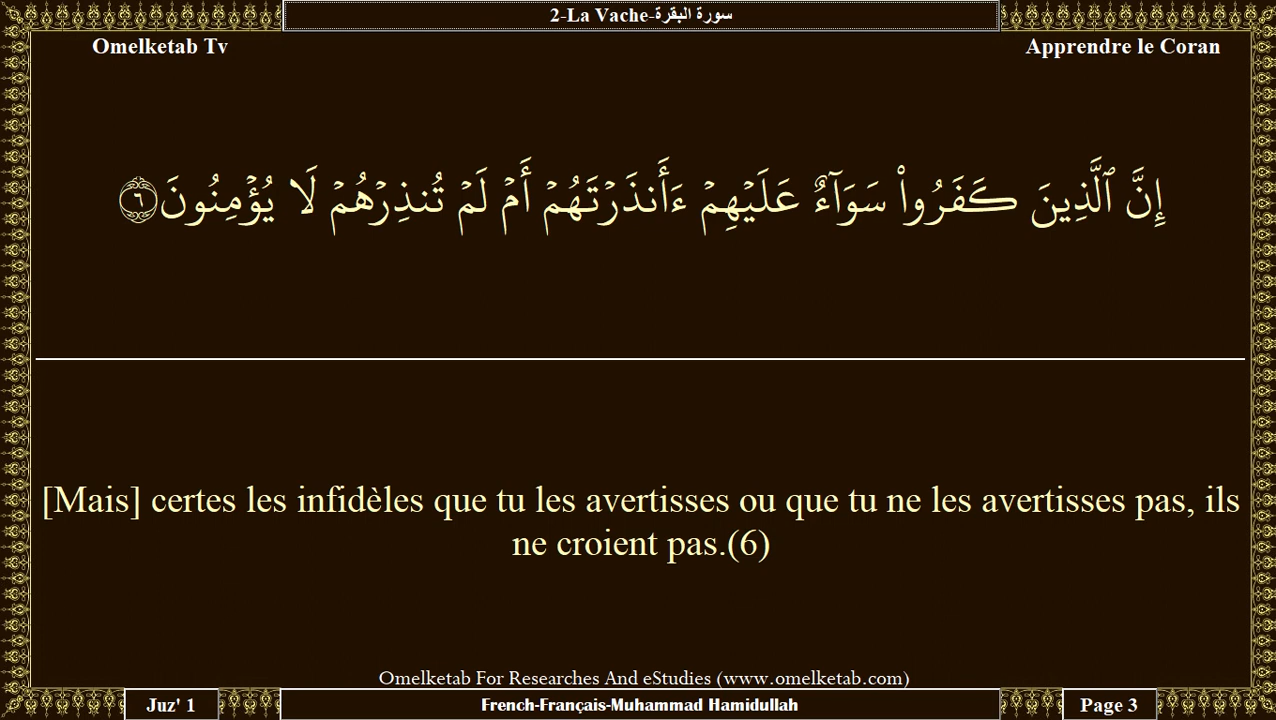 2-La Vache-سورة البقرة
Omelketab Tv
Apprendre le Coran
إِنَّ ٱلَّذِينَ كَفَرُوا۟ سَوَآءٌ عَلَيْهِمْ ءَأَنذَرْتَهُمْ أَمْ لَمْ تُنذِرْهُمْ لَا يُؤْمِنُونَ ٦
[Mais] certes les infidèles que tu les avertisses ou que tu ne les avertisses pas, ils
ne croient pas.(6)
Omelketab For Researches And eStudies (www.omelketab.com)
Juz' 1
French-Français-Muhammad Hamidullah
Page 3